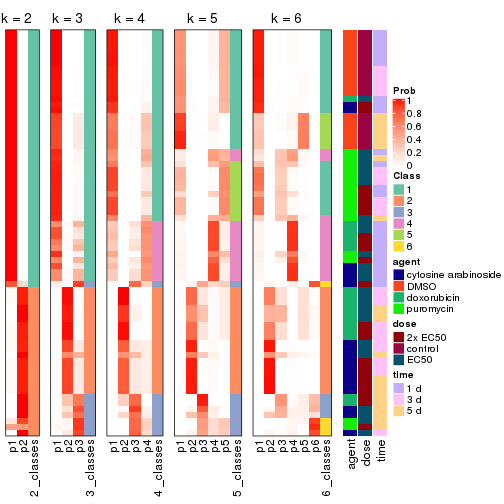 k = 2
k = 3
k = 4
k = 5
k = 6
p1
p2
2_classes
p1
p2
p3
3_classes
p1
p2
p3
p4
4_classes
p1
p2
p3
p4
p5
5_classes
p1
p2
p3
p4
p5
p6
6_classes
agent
dose
time
Prob
1
0.8
0.6
0.4
0.2
0
Class
1
2
3
4
5
6
agent
cytosine arabinoside
DMSO
doxorubicin
puromycin
dose
2x EC50
control
EC50
time
1 d
3 d
5 d